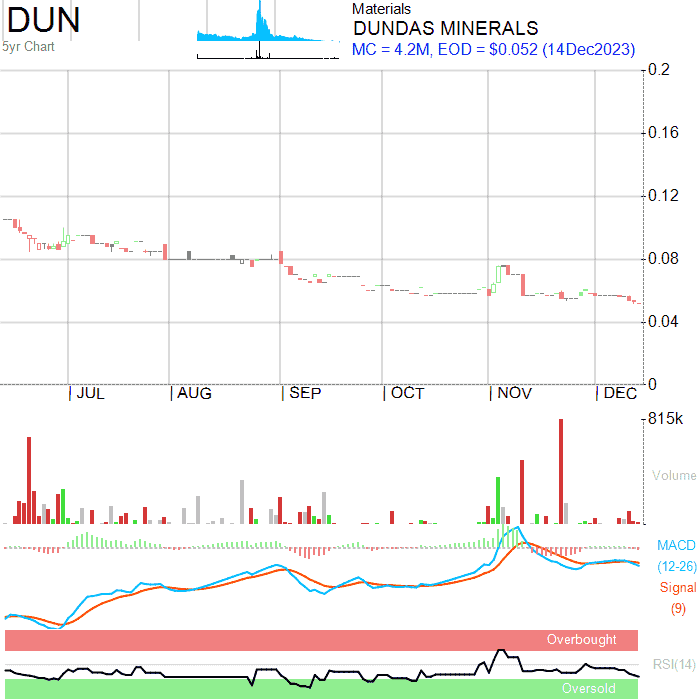 DUN
5yr Chart
Materials
DUNDAS MINERALS
MC = 4.2M, EOD = $0.052 (14Dec2023)
0.2
0.16
0.12
0.08
0.04
0
JUL AUG SEP OCT NOV DEC
815k
Volume
MACD
(12-26)
Signal
(9)
Overbought
RSI(14)
Oversold